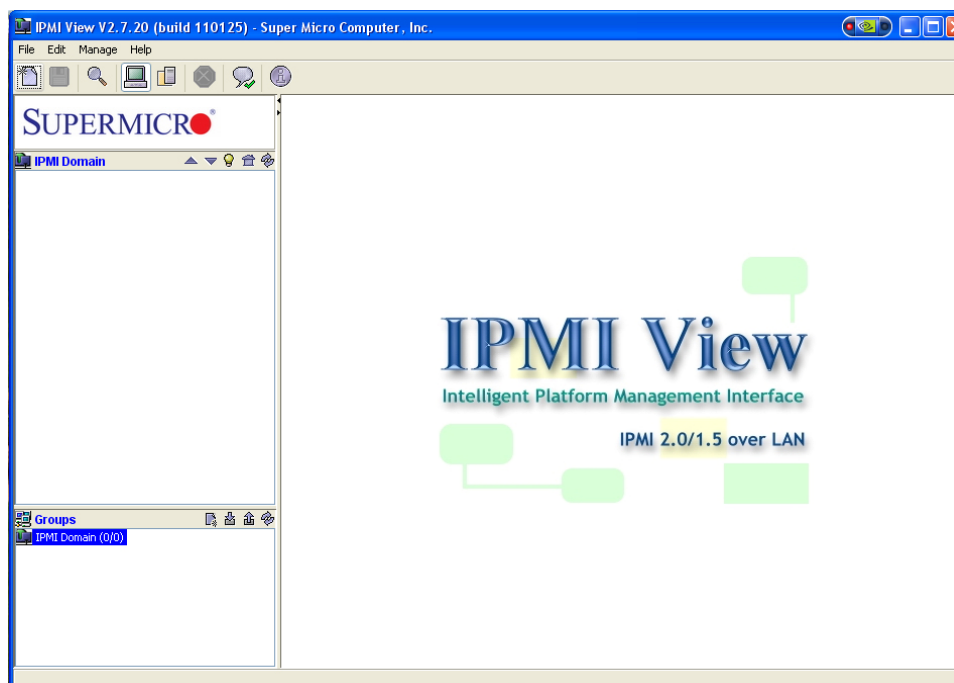 IPMI View V2.7.20 (build 110125) - Super Micro Computer, Inc.
File Edit Manage Help
SUPERMICRO
IPMI Domain
IPMI View
Intelligent Platform Management Interface
IPMI 2.0/1.5 over LAN
Groups
IPMI Domain (0/0)